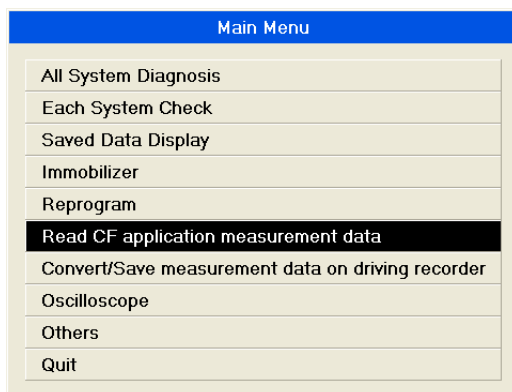 Main Menu
All System Diagnosis
Each System Check
Saved Data Display
Immobilizer
Reprogram
Read CF application measurement data
Convert/Save measurement data on driving recorder
Oscilloscope
Others
Quit